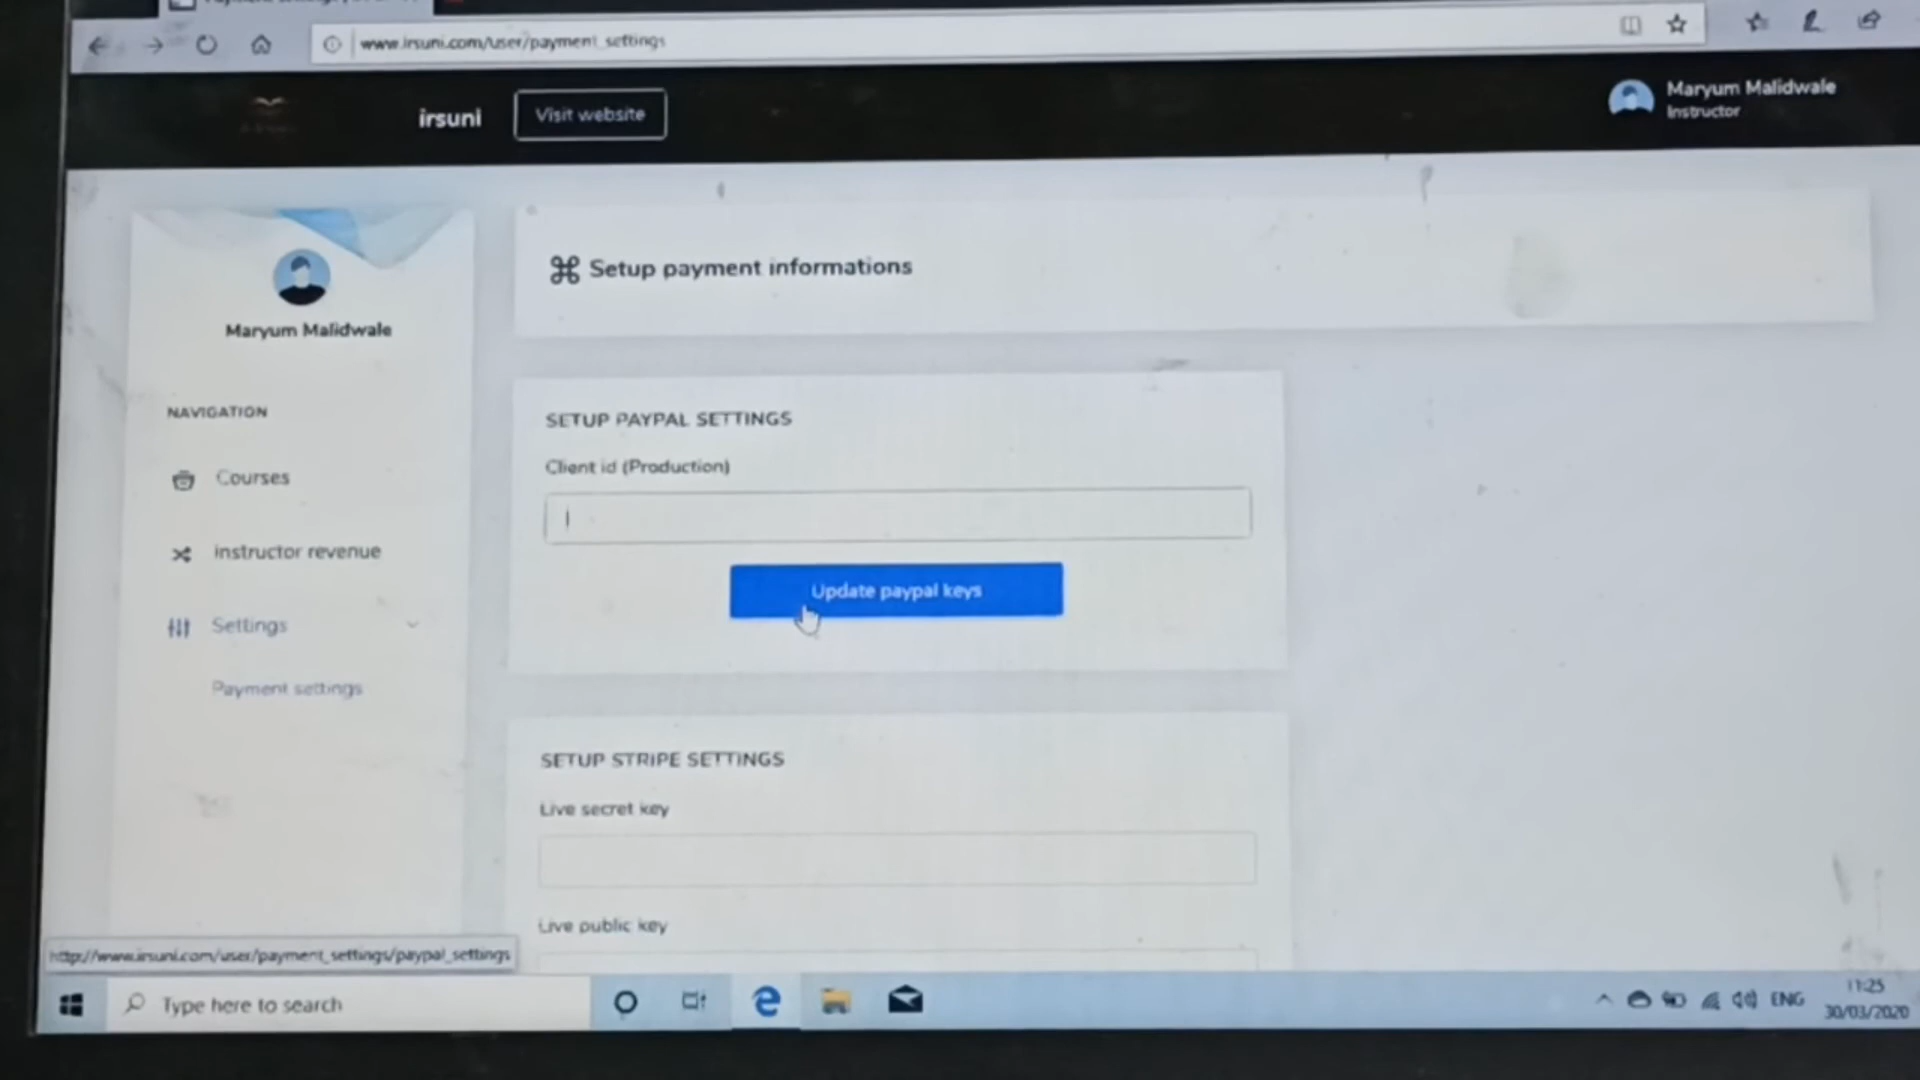 www.irsuni.com/user/payment_settings
irsuni
Visit website
Maryum Malidwale
Instructor
Maryum Malidwale
NAVIGATION
Courses
Instructor revenue
Settings
Payment settings
Setup payment informations
SETUP PAYPAL SETTINGS
Client id (Production)
Update paypal keys
SETUP STRIPE SETTINGS
Live secret key
Live public key
http://www.irsuni.com/user/payment_settings/paypal_settings
Type here to search
ENG
11:25
30/03/2020